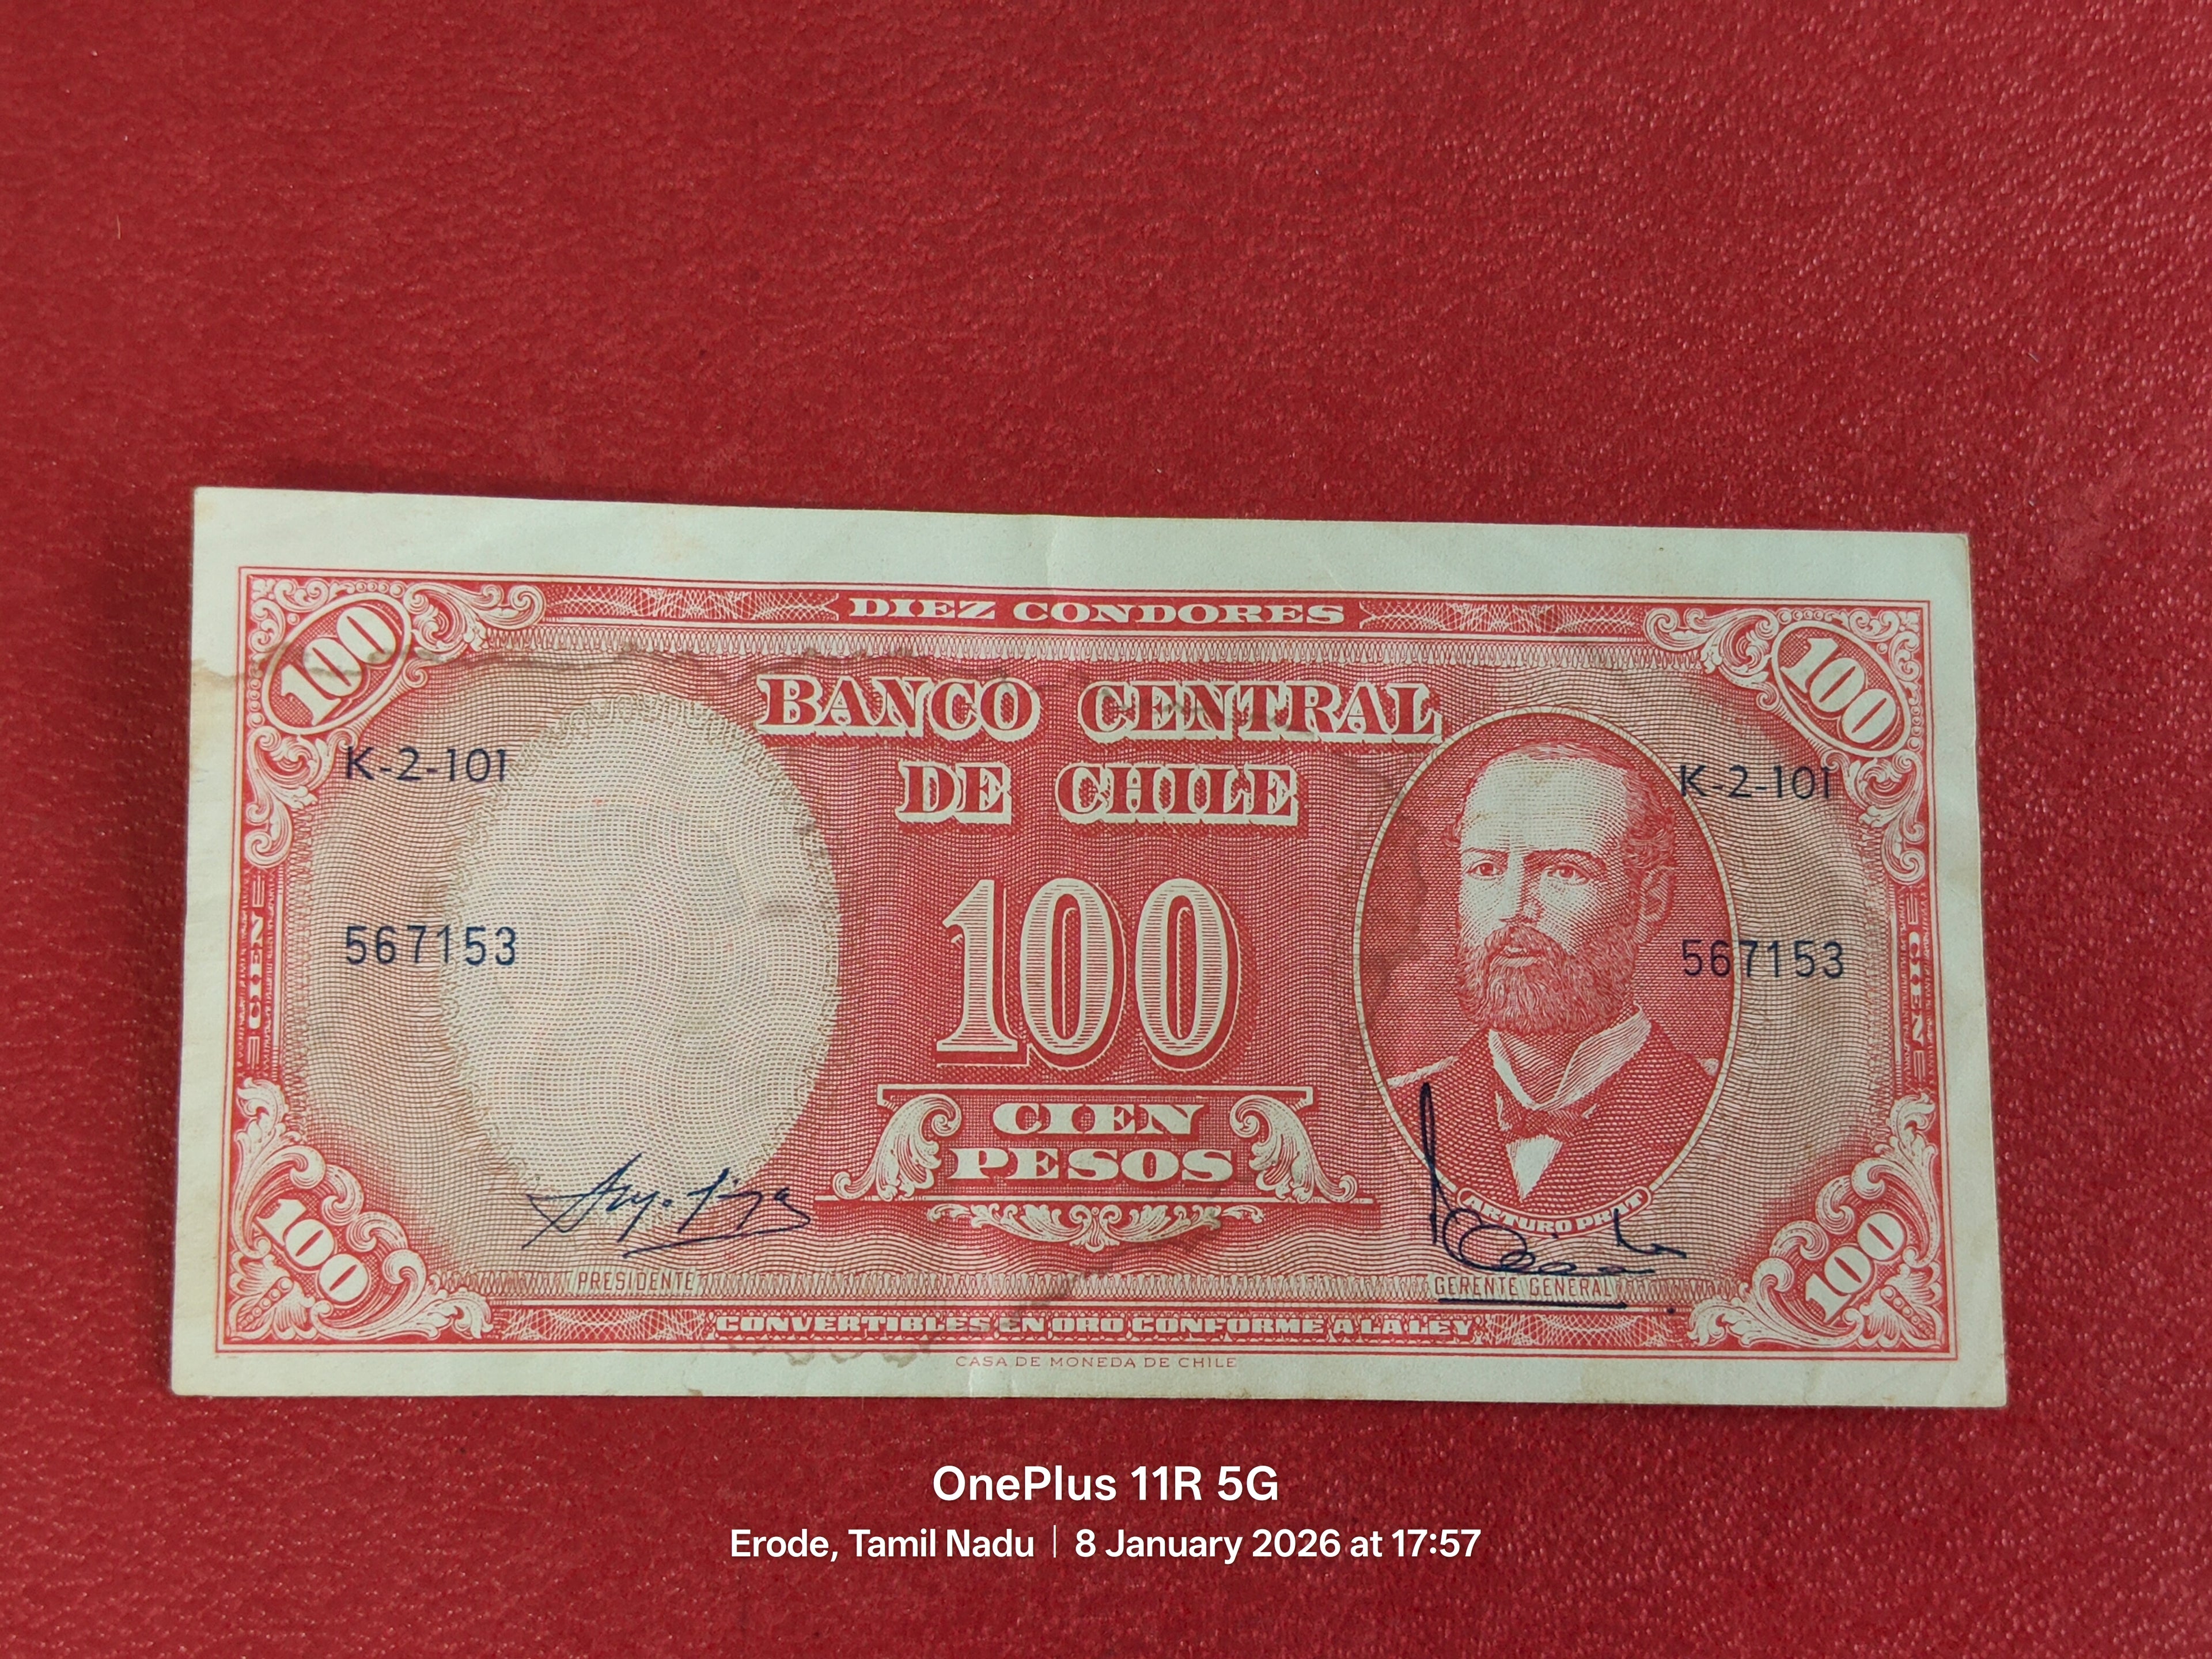 DIEZ CONDORES
100
100
BANCO CENTRAL
DE CHILE
K-2-101
K-2-101
100
567153
567153
CIEN
CIEN
CIEN
PESOS
ARTURO PRAT
100
100
PRESIDENTE
GERENTE GENERAL
CONVERTIBLES EN ORO CONFORME A LA LEY
CASA DE MONEDA DE CHILE
OnePlus 11R 5G
Erode, Tamil Nadu | 8 January 2026 at 17:57